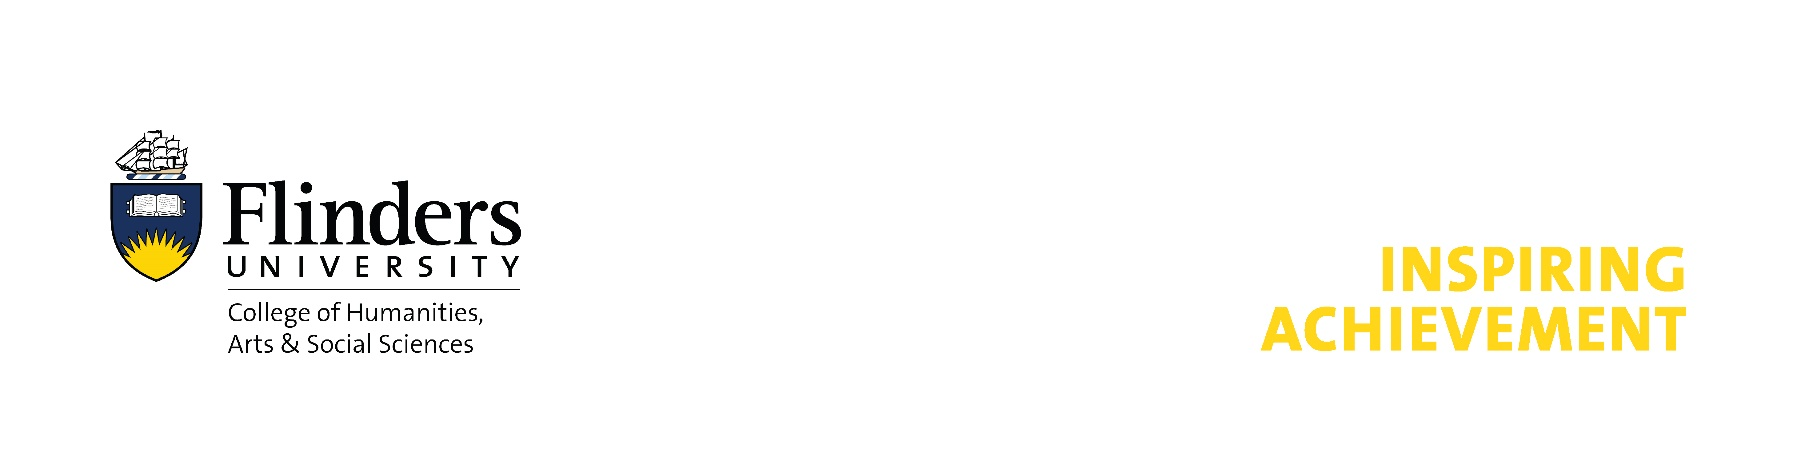 Flinders
UNIVERSITY
College of Humanities,
Arts & Social Sciences
INSPIRING
ACHIEVEMENT